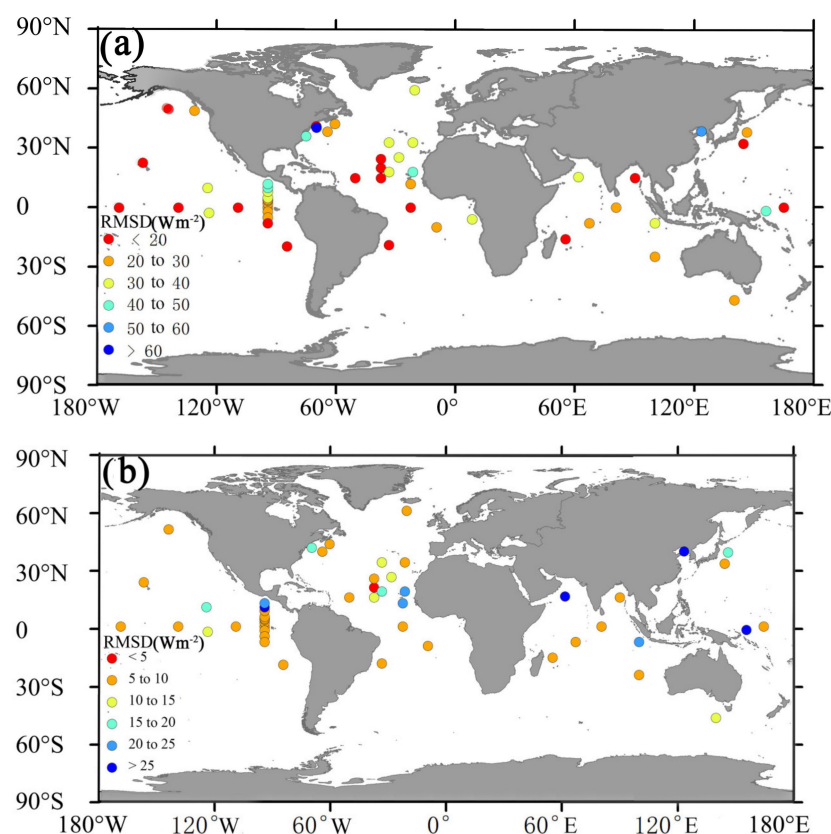 90°N
(a)
60°N
30°N
0
RMSD(Wm⁻²)
< 20
20 to 30
30°S
30 to 40
40 to 50
60°S
50 to 60
> 60
90°S
180°W 120°W 60°W 0° 60°E 120°E 180°E
90°N
(b)
60°N
30°N
0
RMSD(Wm⁻²)
< 5
30°S
5 to 10
10 to 15
15 to 20
60°S
20 to 25
> 25
90°S
180°W 120°W 60°W 0° 60°E 120°E 180°E